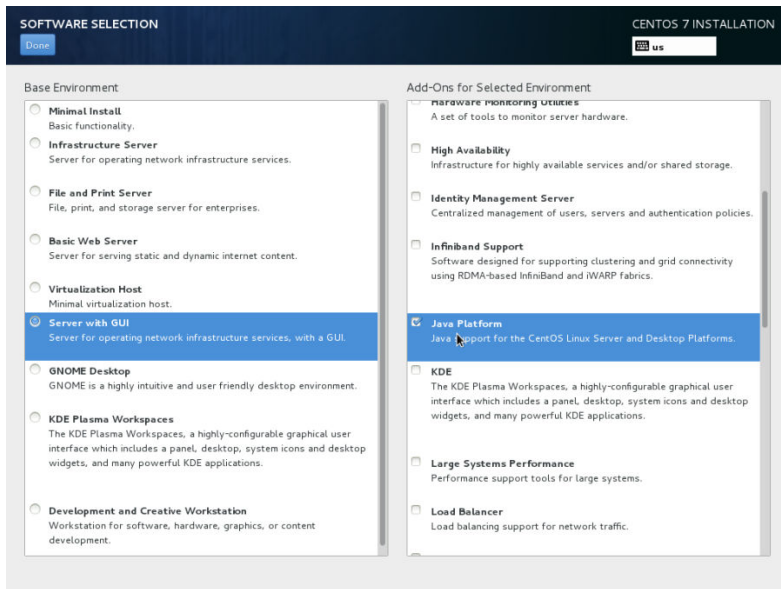 SOFTWARE SELECTION
Done
CENTOS 7 INSTALLATION
us
Base Environment
Minimal Install
Basic functionality.
Infrastructure Server
Server for operating network infrastructure services.
File and Print Server
File, print, and storage server for enterprises.
Basic Web Server
Server for serving static and dynamic internet content.
Virtualization Host
Minimal virtualization host.
Server with GUI
Server for operating network infrastructure services, with a GUI.
GNOME Desktop
GNOME is a highly intuitive and user friendly desktop environment.
KDE Plasma Workspaces
The KDE Plasma Workspaces, a highly-configurable graphical user
interface which includes a panel, desktop, system icons and desktop
widgets, and many powerful KDE applications.
Development and Creative Workstation
Workstation for software, hardware, graphics, or content
development.
Add-Ons for Selected Environment
Hardware Monitoring Utilities
A set of tools to monitor server hardware.
High Availability
Infrastructure for highly available services and/or shared storage.
Identity Management Server
Centralized management of users, servers and authentication policies.
Infiniband Support
Software designed for supporting clustering and grid connectivity
using RDMA-based InfiniBand and iWARP fabrics.
Java Platform
Java support for the CentOS Linux Server and Desktop Platforms.
KDE
The KDE Plasma Workspaces, a highly-configurable graphical user
interface which includes a panel, desktop, system icons and desktop
widgets, and many powerful KDE applications.
Large Systems Performance
Performance support tools for large systems.
Load Balancer
Load balancing support for network traffic.